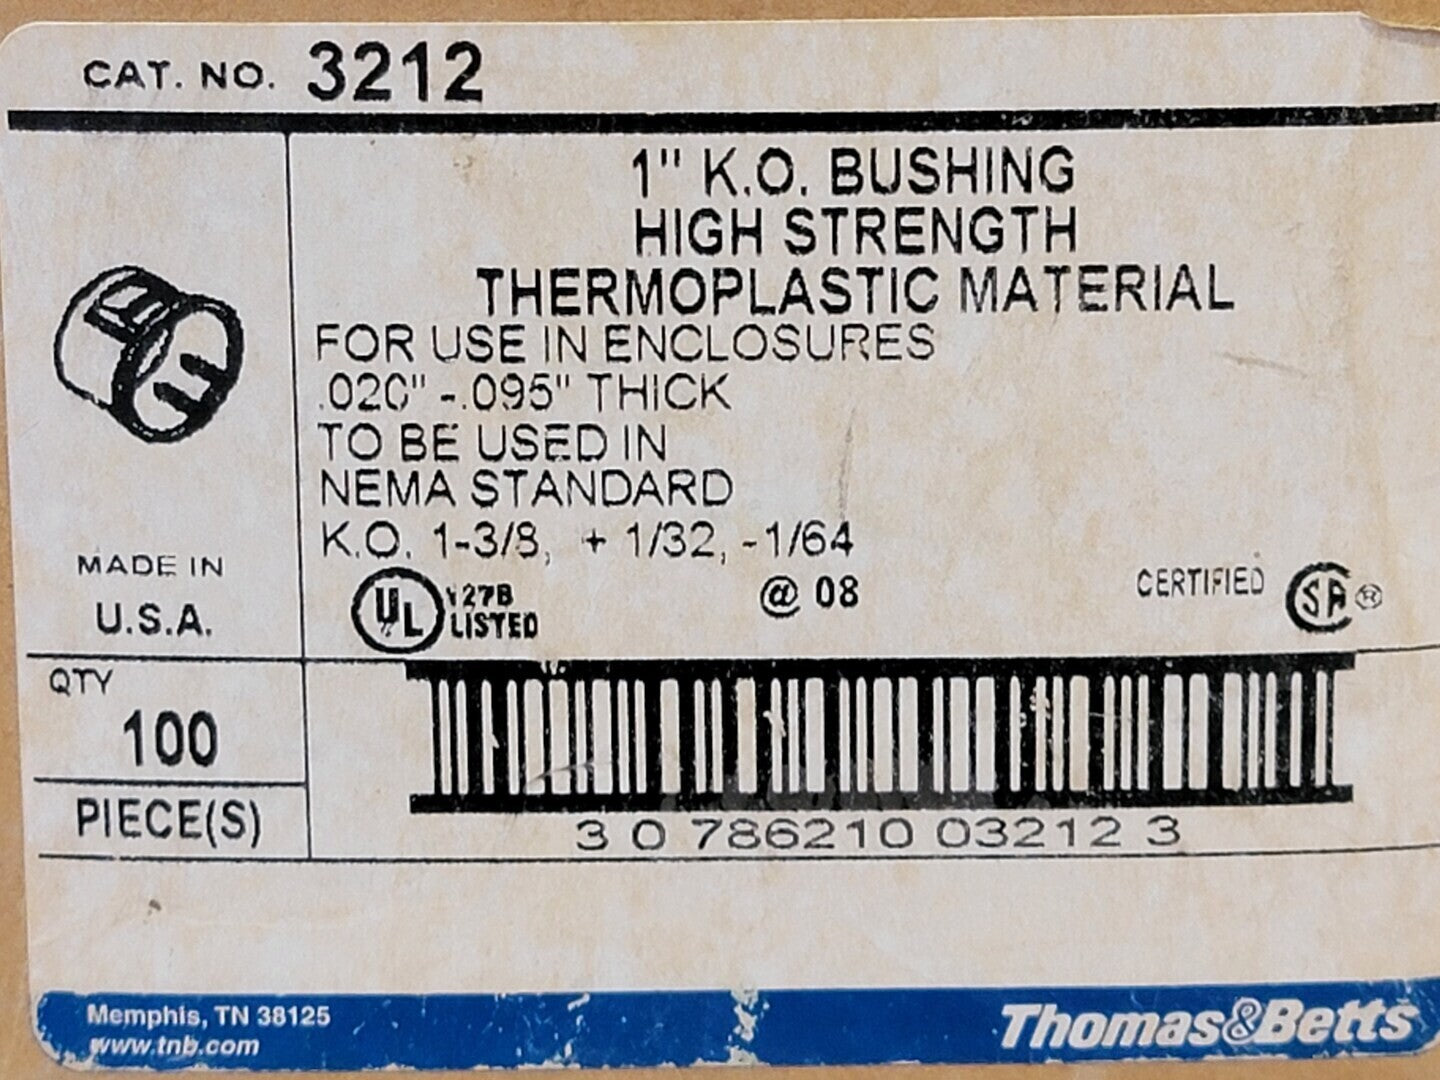 CAT. NO. 3212
1" K.O. BUSHING
HIGH STRENGTH
THERMOPLASTIC MATERIAL
FOR USE IN ENCLOSURES
.020" -.095" THICK
TO BE USED IN
NEMA STANDARD
K.O. 1-3/8, + 1/32, -1/64
MADE IN
U.S.A.
UL LISTED
@ 08
CERTIFIED SA®
QTY
100
PIECE(S)
3 0 786210 03212 3
Memphis, TN 38125
www.tnb.com
Thomas&Betts